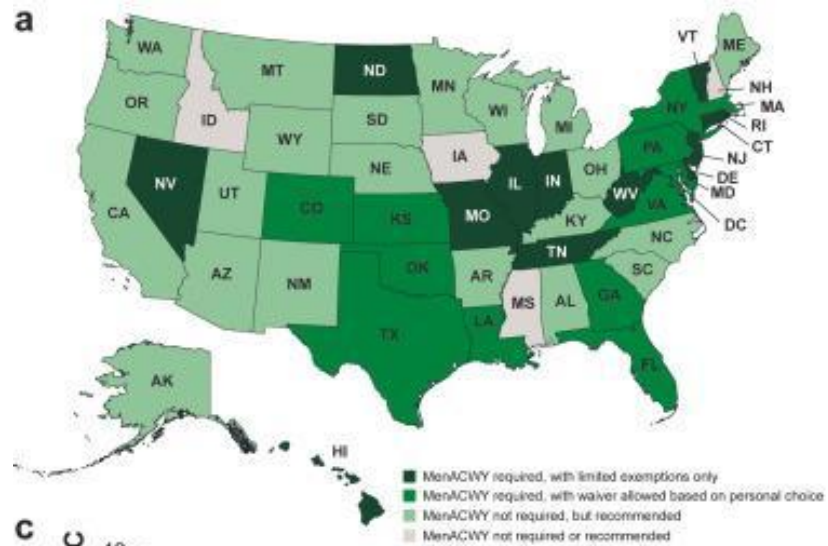 a
WA
MT
ND
MN
VT
ME
OR
ID
SD
WI
MI
NY
NH
MA
RI
CT
WY
IA
NE
PA
NJ
NV
UT
CO
IL
IN
OH
DE
MD
WV
VA
DC
CA
KS
MO
KY
NC
TN
AZ
NM
OK
AR
SC
MS
AL
GA
TX
LA
FL
AK
HI
MenACWY required, with limited exemptions only
MenACWY required, with waiver allowed based on personal choice
MenACWY not required, but recommended
MenACWY not required or recommended
c